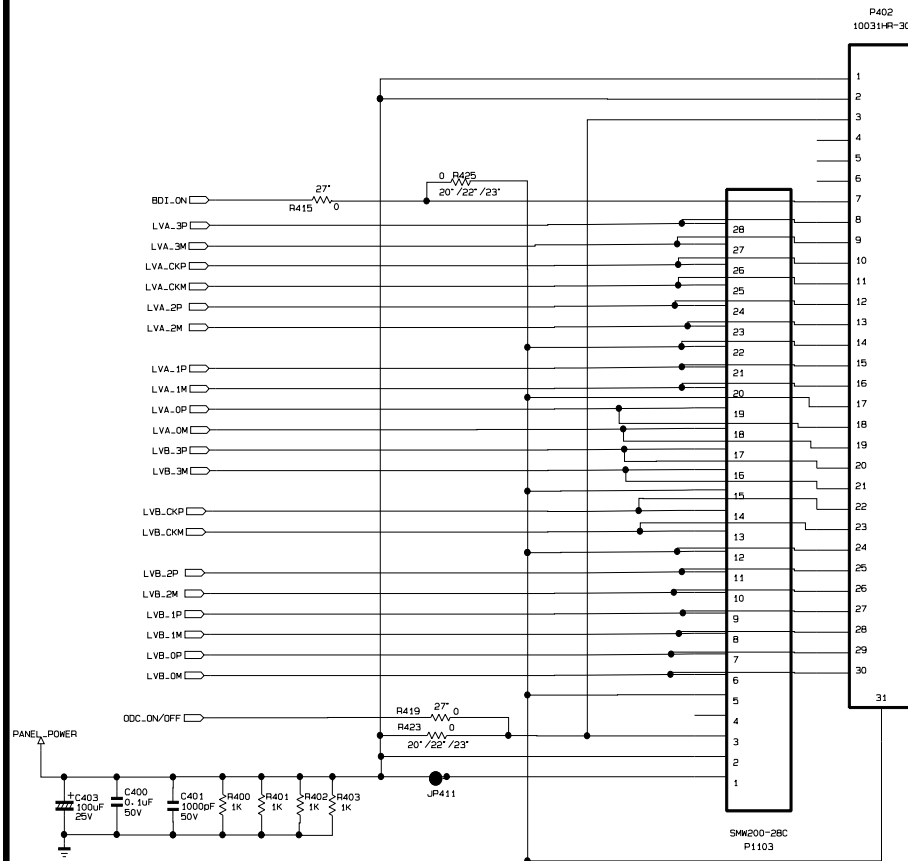 P402
10031HR-30
1
2
3
4
5
6
7
8
9
10
11
12
13
14
15
16
17
18
19
20
21
22
23
24
25
26
27
28
29
30
31
0 R425
20"/22"/23"
27"
R415 0
BDI_ON
LVA_3P
LVA_3M
LVA_CKP
LVA_CKM
LVA_2P
LVA_2M
LVA_1P
LVA_1M
LVA_0P
LVA_0M
LVB_3P
LVB_3M
LVB_CKP
LVB_CKM
LVB_2P
LVB_2M
LVB_1P
LVB_1M
LVB_0P
LVB_0M
ODC_ON/OFF
28
27
26
25
24
23
22
21
20
19
18
17
16
15
14
13
12
11
10
9
8
7
6
5
4
3
2
1
R419 27" 0
R423 0
20"/22"/23"
PANEL_POWER
+ C403
100uF
25V
C400
0.1uF
50V
C401
1000pF
50V
R400
1K
R401
1K
R402
1K
R403
1K
JP411
SMW200-28C
P1103